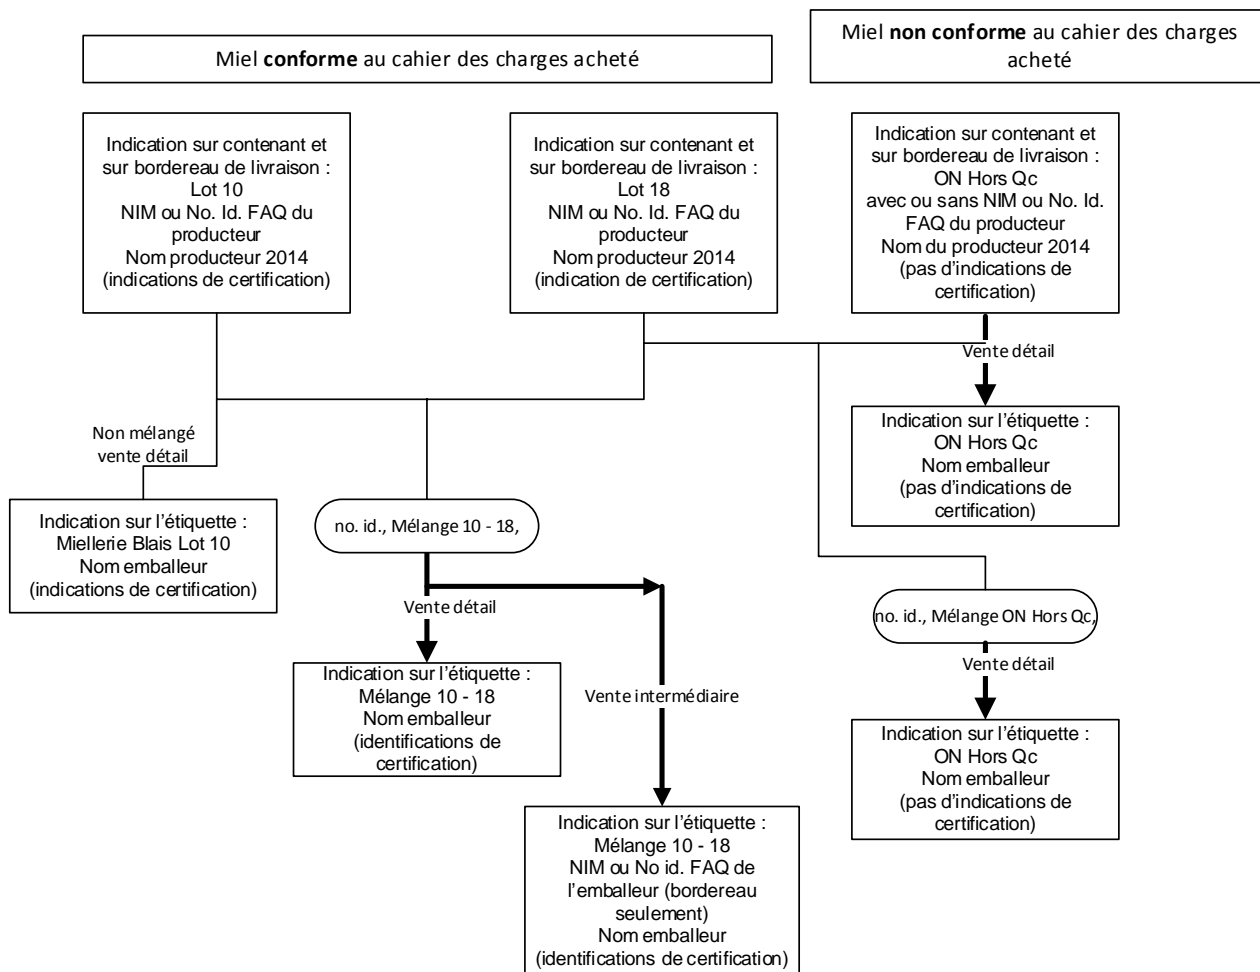 Miel conforme au cahier des charges acheté
Miel non conforme au cahier des charges
acheté
Indication sur contenant et
sur bordereau de livraison :
Lot 10
NIM ou No. Id. FAQ du
producteur
Nom producteur 2014
(indications de certification)
Indication sur contenant et
sur bordereau de livraison :
Lot 18
NIM ou No. Id. FAQ du
producteur
Nom producteur 2014
(indication de certification)
Indication sur contenant et
sur bordereau de livraison :
ON Hors Qc
avec ou sans NIM ou No. Id.
FAQ du producteur
Nom du producteur 2014
(pas d’indications de
certification)
Vente détail
Indication sur l’étiquette :
ON Hors Qc
Nom emballeur
(pas d’indications de
certification)
Non mélangé
vente détail
Indication sur l’étiquette :
Miellerie Blais Lot 10
Nom emballeur
(indications de certification)
no. id., Mélange 10 - 18,
Vente détail
Indication sur l’étiquette :
Mélange 10 - 18
Nom emballeur
(identifications de
certification)
Vente intermédiaire
Indication sur l’étiquette :
Mélange 10 - 18
NIM ou No id. FAQ de
l’emballeur (bordereau
seulement)
Nom emballeur
(identifications de certification)
no. id., Mélange ON Hors Qc,
Vente détail
Indication sur l’étiquette :
ON Hors Qc
Nom emballeur
(pas d’indications de
certification)